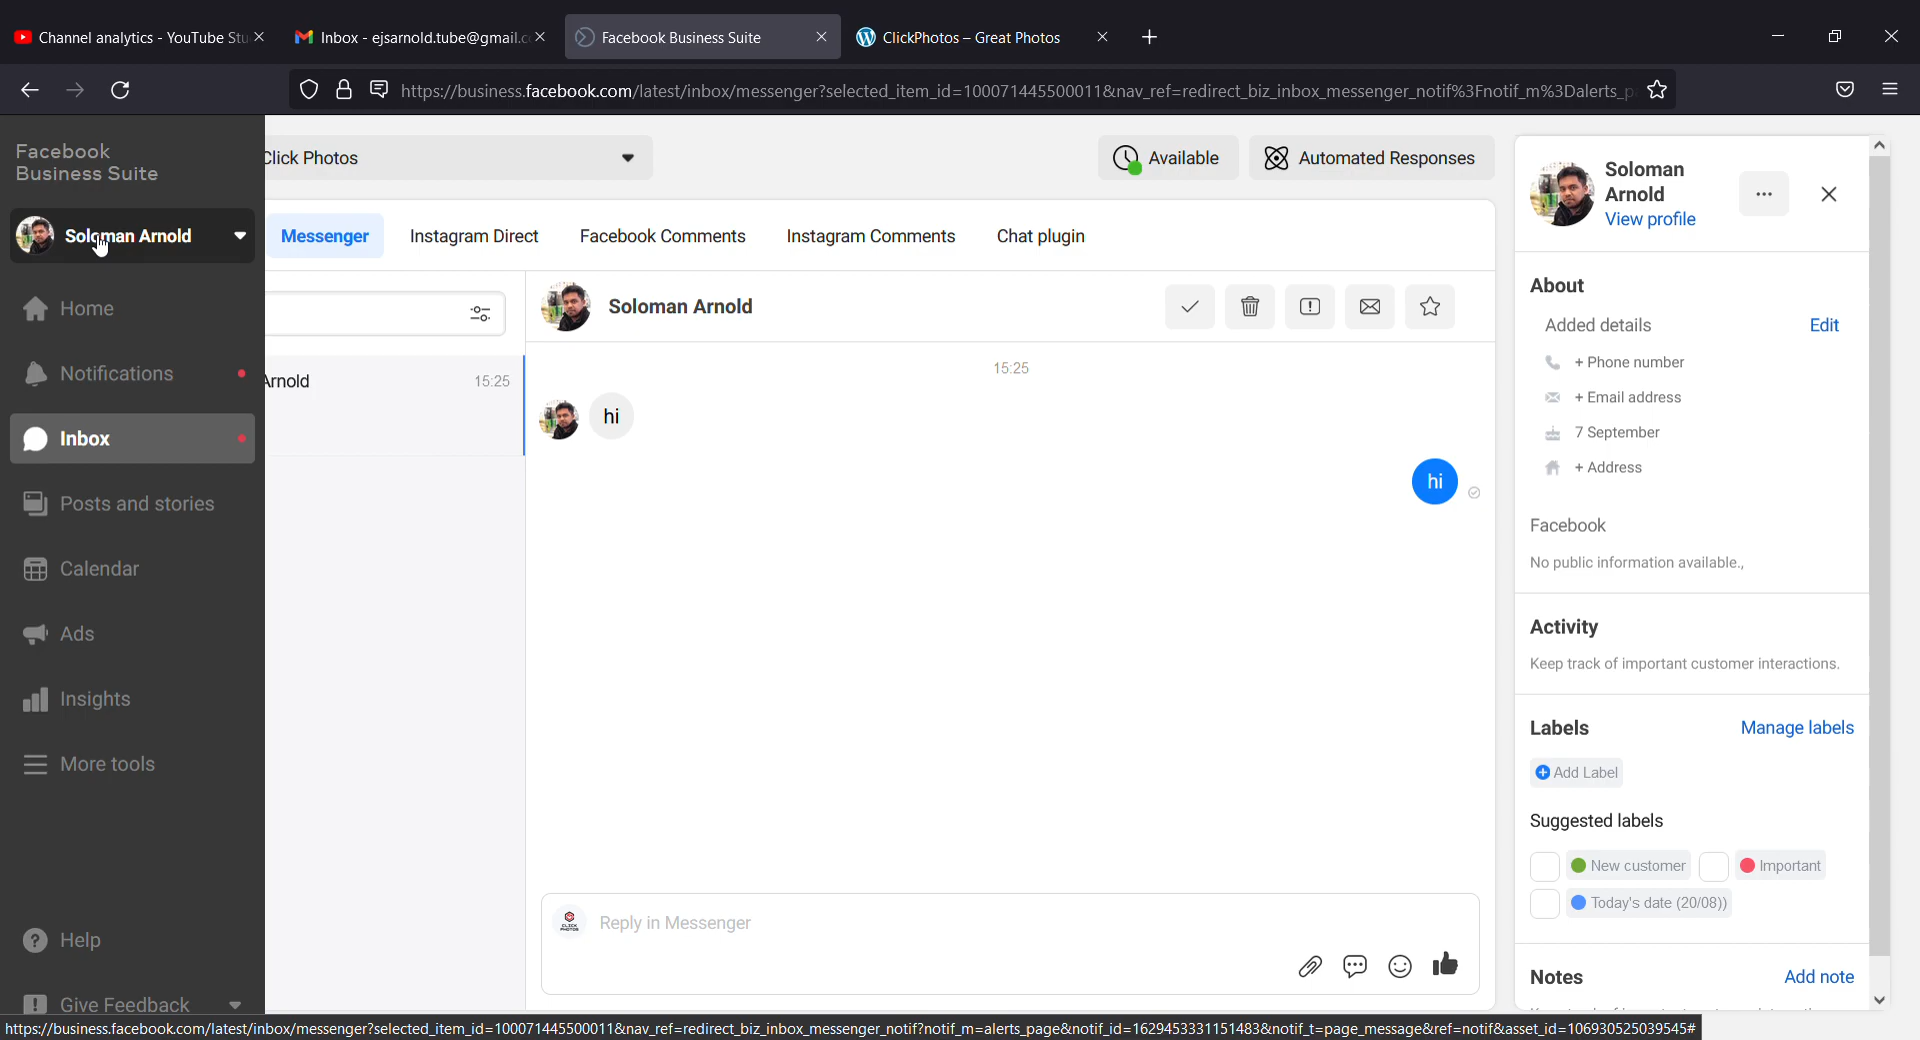 Channel analytics - YouTube Stu
Inbox - ejsarnold.tube@gmail.c
Facebook Business Suite
ClickPhotos – Great Photos
https://business.facebook.com/latest/inbox/messenger?selected_item_id=100071445500011&nav_ref=redirect_biz_inbox_messenger_notif%3Fnotif_m%3Dalerts_p
Facebook
Business Suite
Soloman Arnold
Home
Notifications
Inbox
Posts and stories
Calendar
Ads
Insights
More tools
Help
Give Feedback
Click Photos
Available
Automated Responses
Messenger
Instagram Direct
Facebook Comments
Instagram Comments
Chat plugin
Arnold
15:25
Soloman Arnold
15:25
hi
hi
CLICK
PHOTOS
Reply in Messenger
Soloman
Arnold
View profile
About
Added details Edit
+ Phone number
+ Email address
7 September
+ Address
Facebook
No public information available.,
Activity
Keep track of important customer interactions.
Labels Manage labels
Add Label
Suggested labels
New customer Important
Today's date (20/08))
Notes Add note
https://business.facebook.com/latest/inbox/messenger?selected_item_id=100071445500011&nav_ref=redirect_biz_inbox_messenger_notif?notif_m=alerts_page&notif_id=1629453331151483&notif_t=page_message&ref=notif&asset_id=106930525039545#